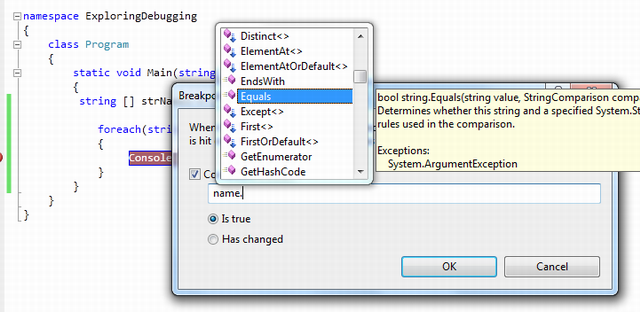 namespace ExploringDebugging
{
class Program
{
static void Main(string
{
string [] strNa
foreach(stri
{
Console
}
}
}
}
Breakpo
Distinct<>
ElementAt<>
ElementAtOrDefault<>
EndsWith
Equals
Except<>
First<>
FirstOrDefault<>
GetEnumerator
GetHashCode
bool string.Equals(string value, StringComparison comp
Determines whether this string and a specified System.St
rules used in the comparison.
Exceptions:
System.ArgumentException
Whe
is hit
Co
name.
Is true
Has changed
OK
Cancel